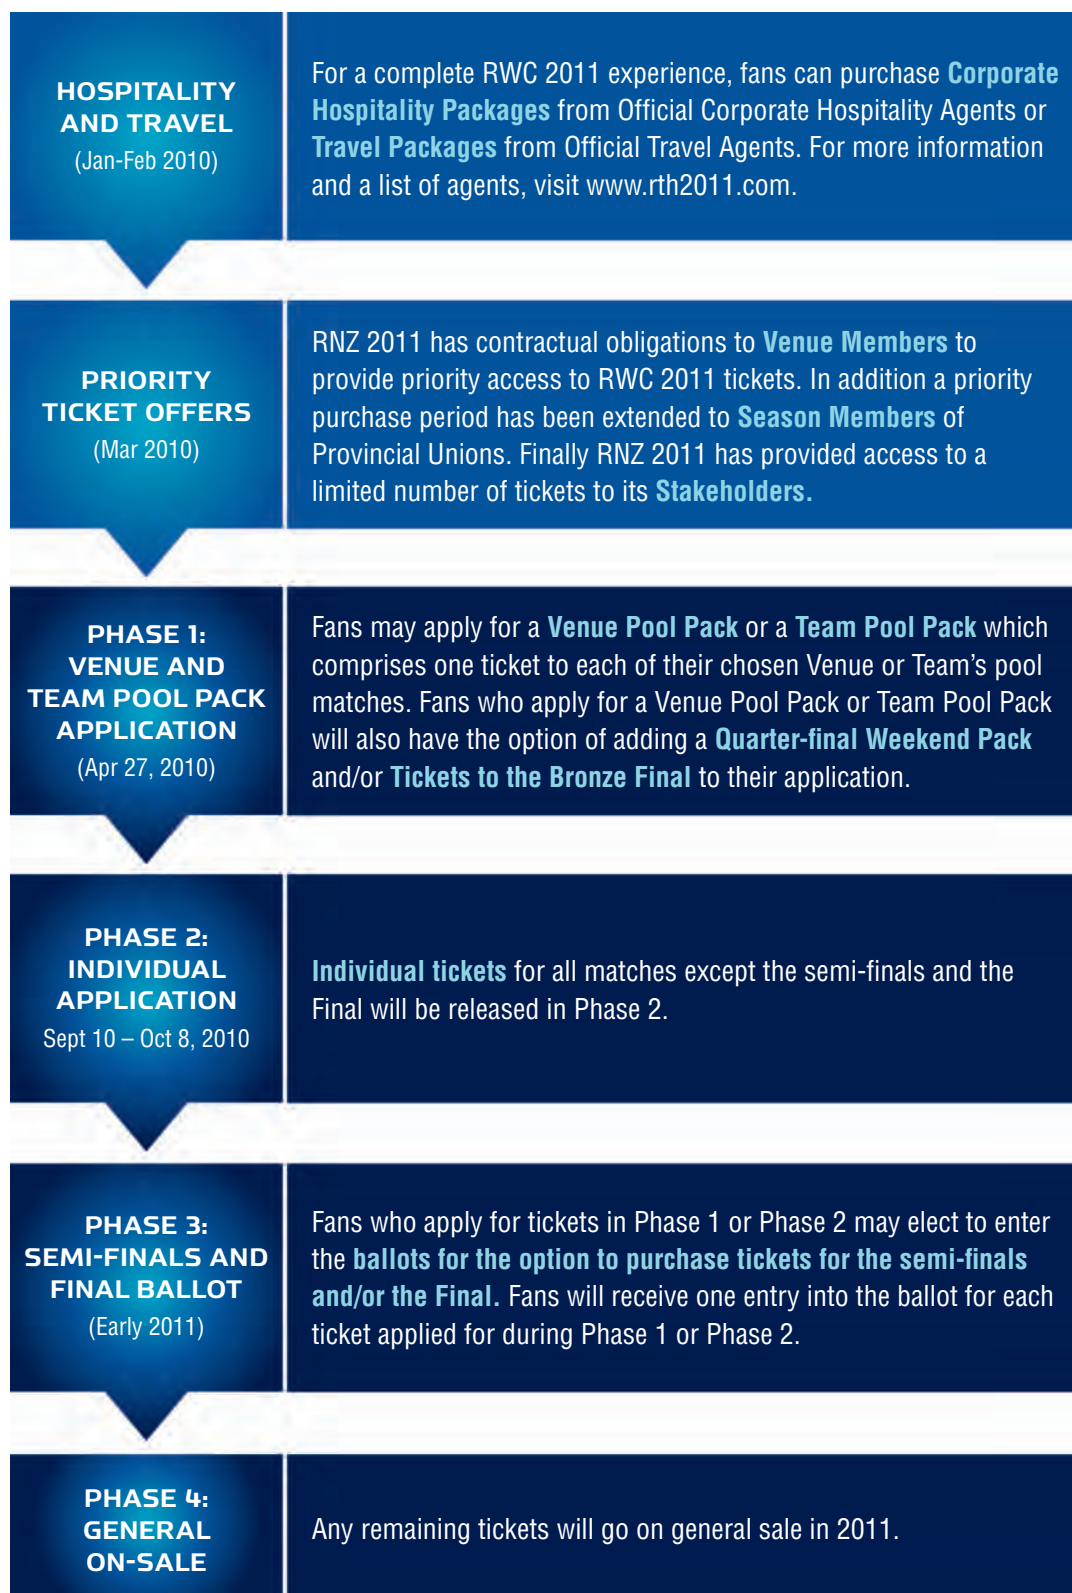 HOSPITALITY
AND TRAVEL
(Jan-Feb 2010)
For a complete RWC 2011 experience, fans can purchase Corporate
Hospitality Packages from Official Corporate Hospitality Agents or
Travel Packages from Official Travel Agents. For more information
and a list of agents, visit www.rth2011.com.
PRIORITY
TICKET OFFERS
(Mar 2010)
RNZ 2011 has contractual obligations to Venue Members to
provide priority access to RWC 2011 tickets. In addition a priority
purchase period has been extended to Season Members of
Provincial Unions. Finally RNZ 2011 has provided access to a
limited number of tickets to its Stakeholders.
PHASE 1:
VENUE AND
TEAM POOL PACK
APPLICATION
(Apr 27, 2010)
Fans may apply for a Venue Pool Pack or a Team Pool Pack which
comprises one ticket to each of their chosen Venue or Team's pool
matches. Fans who apply for a Venue Pool Pack or Team Pool Pack
will also have the option of adding a Quarter-final Weekend Pack
and/or Tickets to the Bronze Final to their application.
PHASE 2:
INDIVIDUAL
APPLICATION
Sept 10 – Oct 8, 2010
Individual tickets for all matches except the semi-finals and the
Final will be released in Phase 2.
PHASE 3:
SEMI-FINALS AND
FINAL BALLOT
(Early 2011)
Fans who apply for tickets in Phase 1 or Phase 2 may elect to enter
the ballots for the option to purchase tickets for the semi-finals
and/or the Final. Fans will receive one entry into the ballot for each
ticket applied for during Phase 1 or Phase 2.
PHASE 4:
GENERAL
ON-SALE
Any remaining tickets will go on general sale in 2011.